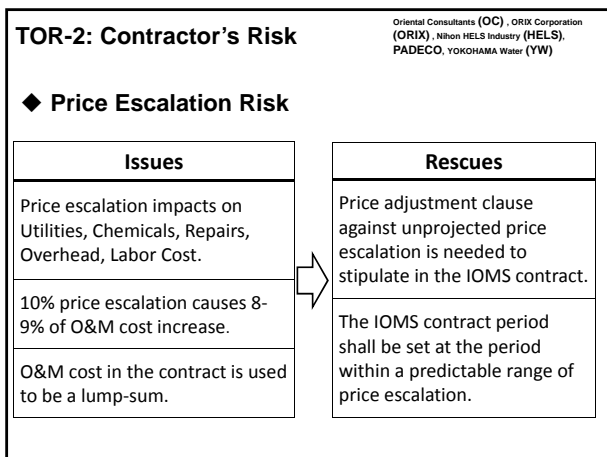 TOR-2: Contractor's Risk
Oriental Consultants (OC) , ORIX Corporation
(ORIX) , Nihon HELS Industry (HELS),
PADECO, YOKOHAMA Water (YW)
◆ Price Escalation Risk
Issues
Price escalation impacts on
Utilities, Chemicals, Repairs,
Overhead, Labor Cost.
10% price escalation causes 8-
9% of O&M cost increase.
O&M cost in the contract is used
to be a lump-sum.
Rescues
Price adjustment clause
against unprojected price
escalation is needed to
stipulate in the IOMS contract.
The IOMS contract period
shall be set at the period
within a predictable range of
price escalation.